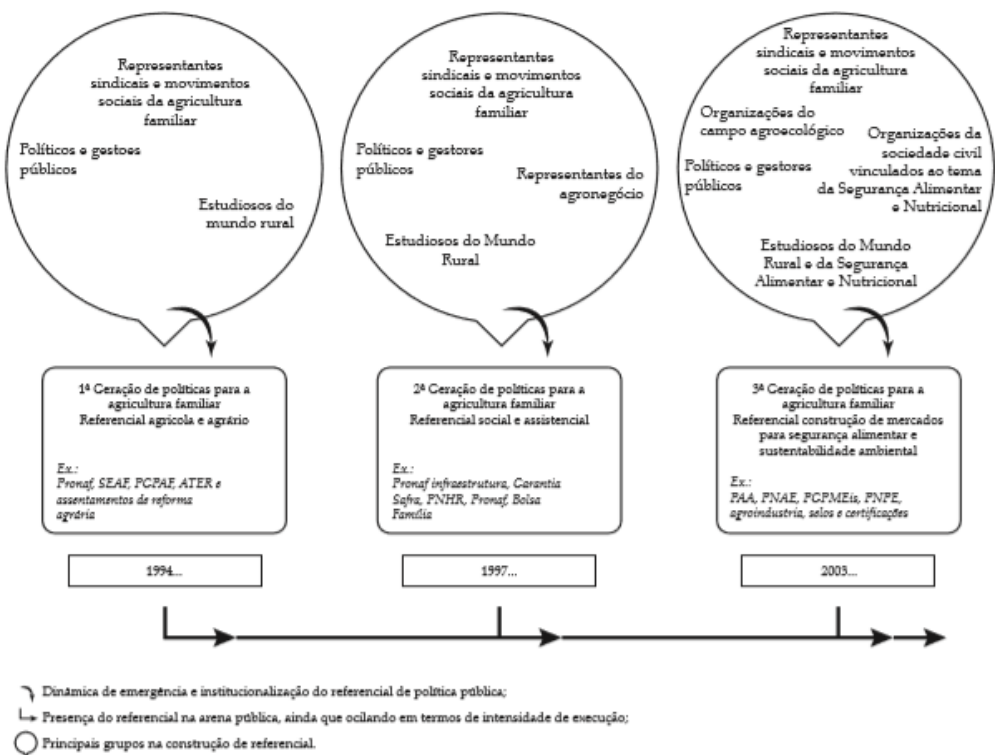 Representantes
sindicais e movimentos
sociais da agricultura
familiar
Políticos e gestoes
públicos
Estudiosos do
mundo rural
Representantes
sindicais e movimentos
sociais da agricultura
familiar
Políticos e gestores
públicos
Representantes do
agronegócio
Estudiosos do Mundo
Rural
Representantes
sindicais e movimentos
sociais da agricultura
familiar
Organizações do
campo agroecológico
Organizações da
sociedade civil
vinculados ao tema
da Segurança Alimentar
e Nutricional
Políticos e gestores
públicos
Estudiosos do Mundo
Rural e da Segurança
Alimentar e Nutricional
1ª Geração de políticas para a
agricultura familiar
Referencial agrícola e agrário
Ex.:
Pronaf, SEAF, PGPAF, ATER e
assentamentos de reforma
agrária
2ª Geração de políticas para a
agricultura familiar
Referencial social e assistencial
Ex.:
Pronaf infraestrutura, Garantia
Safra, PNHR, Pronaf, Bolsa
Família
3ª Geração de políticas para a
agricultura familiar
Referencial construção de mercados
para segurança alimentar e
sustentabilidade ambiental
Ex.:
PAA, PNAE, PGPMEis, PNPE,
agroindustria, selos e certificações
1994...
1997...
2003...
Dinâmica de emergência e institucionalização do referencial de política pública;
Presença do referencial na arena pública, ainda que ocilando em termos de intensidade de execução;
Principais grupos na construção de referencial.